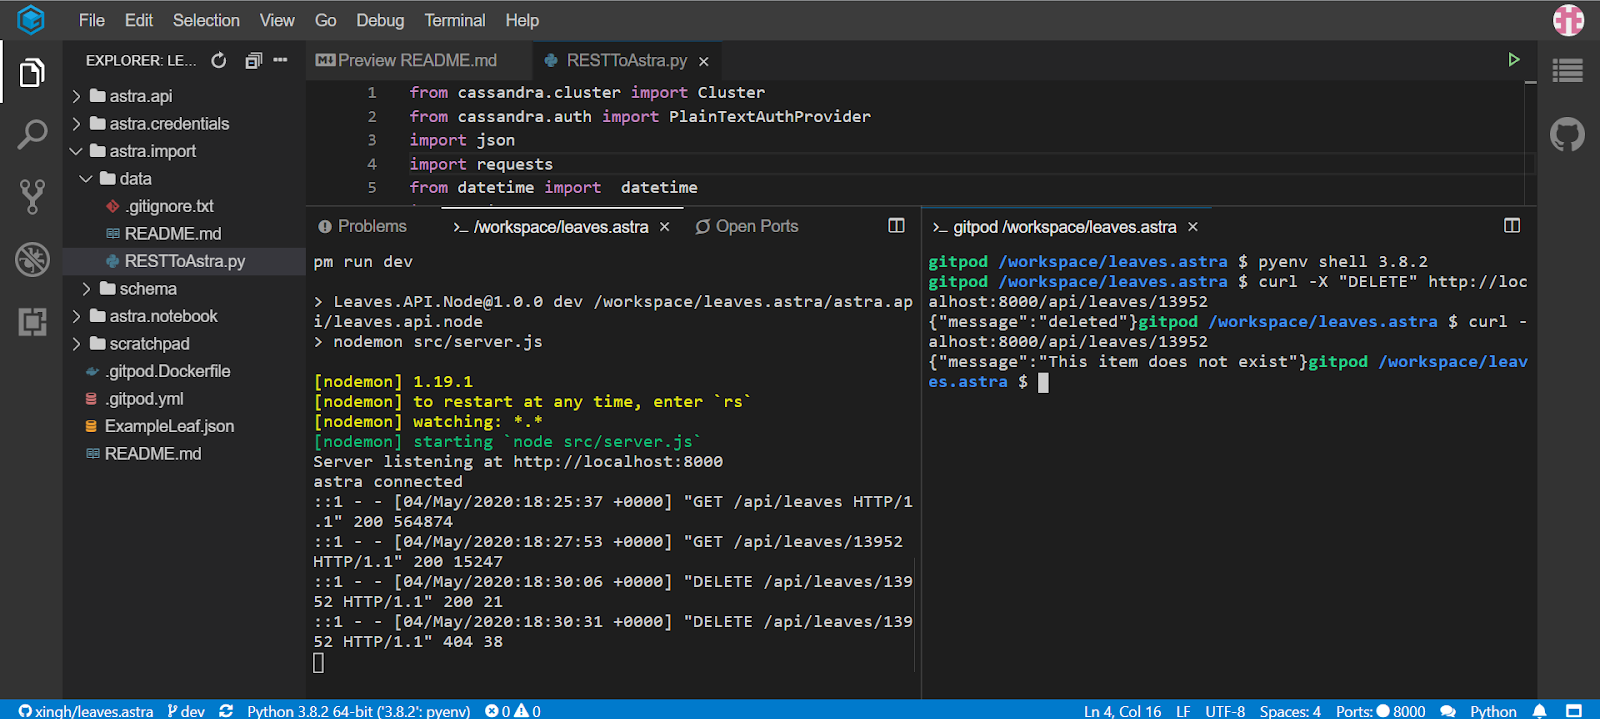 File Edit Selection View Go Debug Terminal Help
EXPLORER: LE...
astra.api
astra.credentials
astra.import
data
.gitignore.txt
README.md
RESTToAstra.py
schema
astra.notebook
scratchpad
.gitpod.Dockerfile
.gitpod.yml
ExampleLeaf.json
README.md
Preview README.md RESTToAstra.py
1 from cassandra.cluster import Cluster
2 from cassandra.auth import PlainTextAuthProvider
3 import json
4 import requests
5 from datetime import  datetime
Problems >_ /workspace/leaves.astra Open Ports
pm run dev
> Leaves.API.Node@1.0.0 dev /workspace/leaves.astra/astra.ap
i/leaves.api.node
> nodemon src/server.js
[nodemon] 1.19.1
[nodemon] to restart at any time, enter `rs`
[nodemon] watching: *.*
[nodemon] starting `node src/server.js`
Server listening at http://localhost:8000
astra connected
::1 - - [04/May/2020:18:25:37 +0000] "GET /api/leaves HTTP/1
.1" 200 564874
::1 - - [04/May/2020:18:27:53 +0000] "GET /api/leaves/13952
HTTP/1.1" 200 15247
::1 - - [04/May/2020:18:30:06 +0000] "DELETE /api/leaves/139
52 HTTP/1.1" 200 21
::1 - - [04/May/2020:18:30:31 +0000] "DELETE /api/leaves/139
52 HTTP/1.1" 404 38
>_ gitpod /workspace/leaves.astra
gitpod /workspace/leaves.astra $ pyenv shell 3.8.2
gitpod /workspace/leaves.astra $ curl -X "DELETE" http://loc
alhost:8000/api/leaves/13952
{"message":"deleted"}gitpod /workspace/leaves.astra $ curl -
alhost:8000/api/leaves/13952
{"message":"This item does not exist"}gitpod /workspace/leav
es.astra $
xingh/leaves.astra dev Python 3.8.2 64-bit ('3.8.2': pyenv) 0 0 Ln 4, Col 16 LF UTF-8 Spaces: 4 Ports: 8000 Python